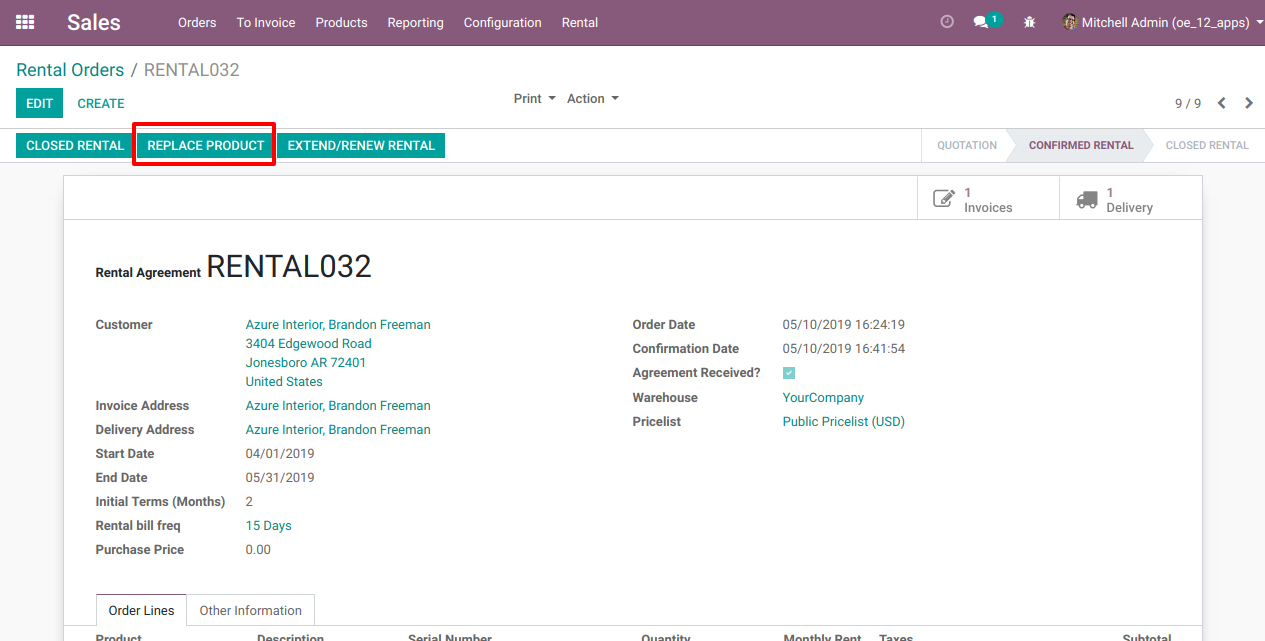 Sales Orders To Invoice Products Reporting Configuration Rental 1 Mitchell Admin (oe_12_apps)
Rental Orders / RENTAL032
EDIT CREATE Print Action 9 / 9
CLOSED RENTAL REPLACE PRODUCT EXTEND/RENEW RENTAL QUOTATION CONFIRMED RENTAL CLOSED RENTAL
1
Invoices
1
Delivery
Rental Agreement RENTAL032
Customer Azure Interior, Brandon Freeman
3404 Edgewood Road
Jonesboro AR 72401
United States
Invoice Address Azure Interior, Brandon Freeman
Delivery Address Azure Interior, Brandon Freeman
Start Date 04/01/2019
End Date 05/31/2019
Initial Terms (Months) 2
Rental bill freq 15 Days
Purchase Price 0.00
Order Date 05/10/2019 16:24:19
Confirmation Date 05/10/2019 16:41:54
Agreement Received?
Warehouse YourCompany
Pricelist Public Pricelist (USD)
Order Lines Other Information
Product Description Serial Number Quantity Monthly Rent Taxes Subtotal